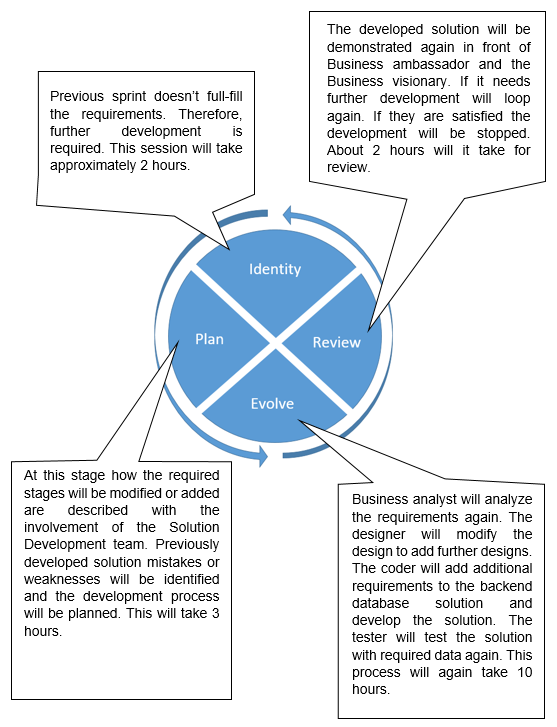 The developed solution will be
demonstrated again in front of
Business ambassador and the
Business visionary. If it needs
further development will loop
again. If they are satisfied the
development will be stopped.
About 2 hours will it take for
review.
Previous sprint doesn’t full-fill
the requirements. Therefore,
further development is
required. This session will take
approximately 2 hours.
Identity
Plan
Review
Evolve
At this stage how the required
stages will be modified or added
are described with the
involvement of the Solution
Development team. Previously
developed solution mistakes or
weaknesses will be identified
and the development process
will be planned. This will take 3
hours.
Business analyst will analyze
the requirements again. The
designer will modify the
design to add further designs.
The coder will add additional
requirements to the backend
database solution and
develop the solution. The
tester will test the solution
with required data again. This
process will again take 10
hours.